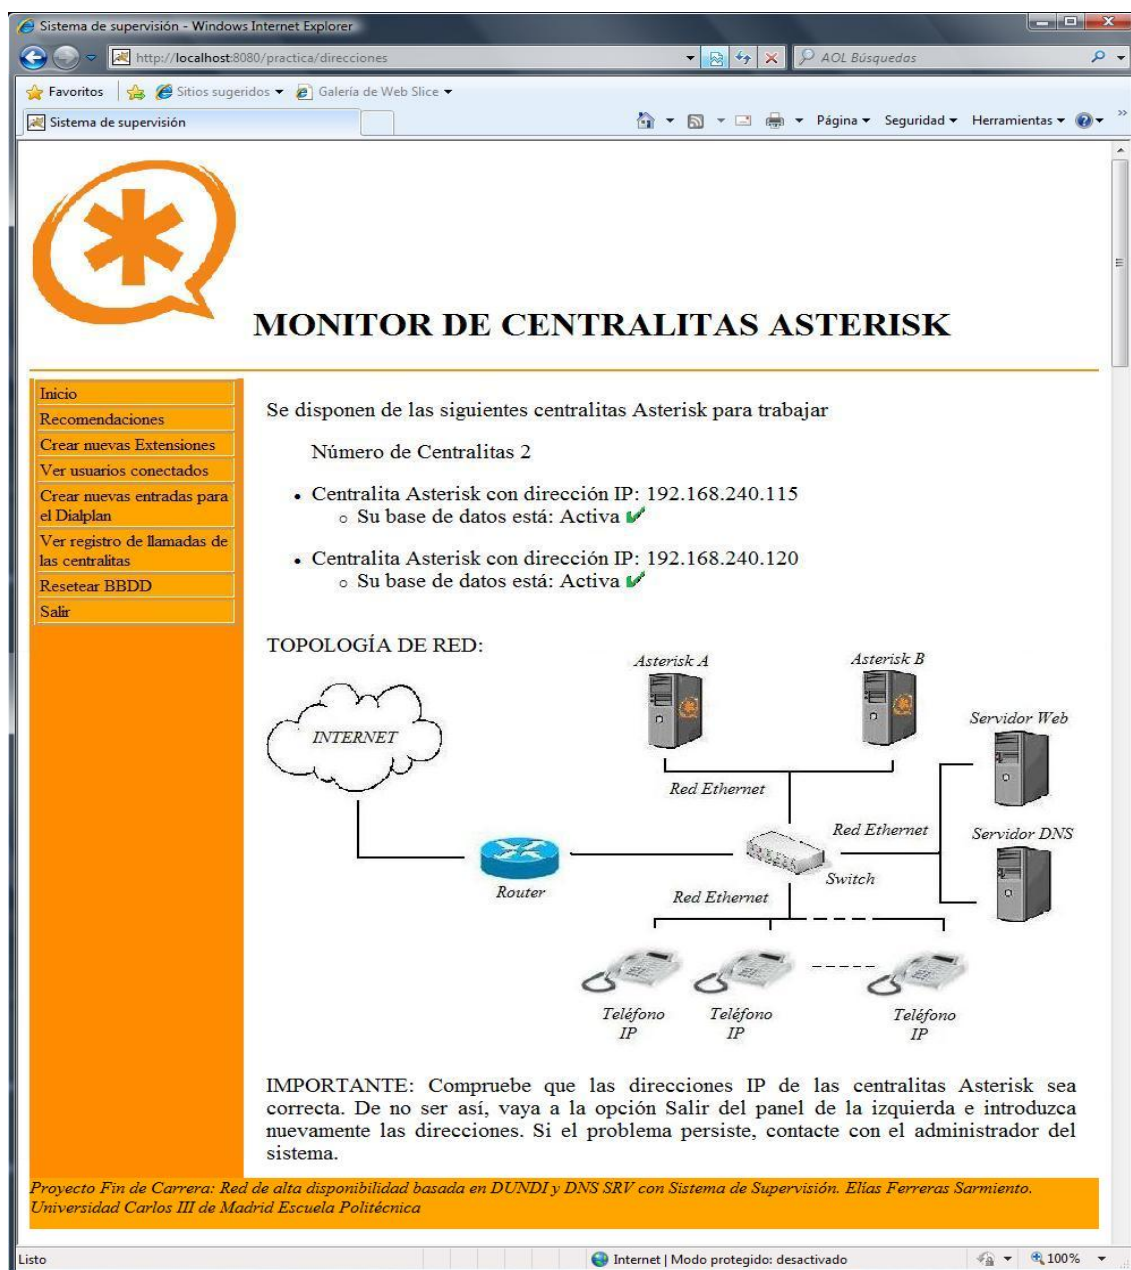 Sistema de supervisión - Windows Internet Explorer
http://localhost:8080/practica/direcciones
AOL Búsquedas
Favoritos
Sitios sugeridos
Galería de Web Slice
Sistema de supervisión
Página
Seguridad
Herramientas
MONITOR DE CENTRALITAS ASTERISK
Inicio
Recomendaciones
Crear nuevas Extensiones
Ver usuarios conectados
Crear nuevas entradas para
el Dialplan
Ver registro de llamadas de
las centralitas
Resetear BBDD
Salir
Se disponen de las siguientes centralitas Asterisk para trabajar
Número de Centralitas 2
• Centralita Asterisk con dirección IP: 192.168.240.115
○ Su base de datos está: Activa
• Centralita Asterisk con dirección IP: 192.168.240.120
○ Su base de datos está: Activa
TOPOLOGÍA DE RED:
Asterisk A
Asterisk B
INTERNET
Servidor Web
Red Ethernet
Red Ethernet
Servidor DNS
Router
Switch
Red Ethernet
Teléfono
IP
Teléfono
IP
Teléfono
IP
IMPORTANTE: Compruebe que las direcciones IP de las centralitas Asterisk sea
correcta. De no ser así, vaya a la opción Salir del panel de la izquierda e introduzca
nuevamente las direcciones. Si el problema persiste, contacte con el administrador del
sistema.
Proyecto Fin de Carrera: Red de alta disponibilidad basada en DUNDI y DNS SRV con Sistema de Supervisión. Elías Ferreras Sarmiento.
Universidad Carlos III de Madrid Escuela Politécnica
Listo
Internet | Modo protegido: desactivado
100%